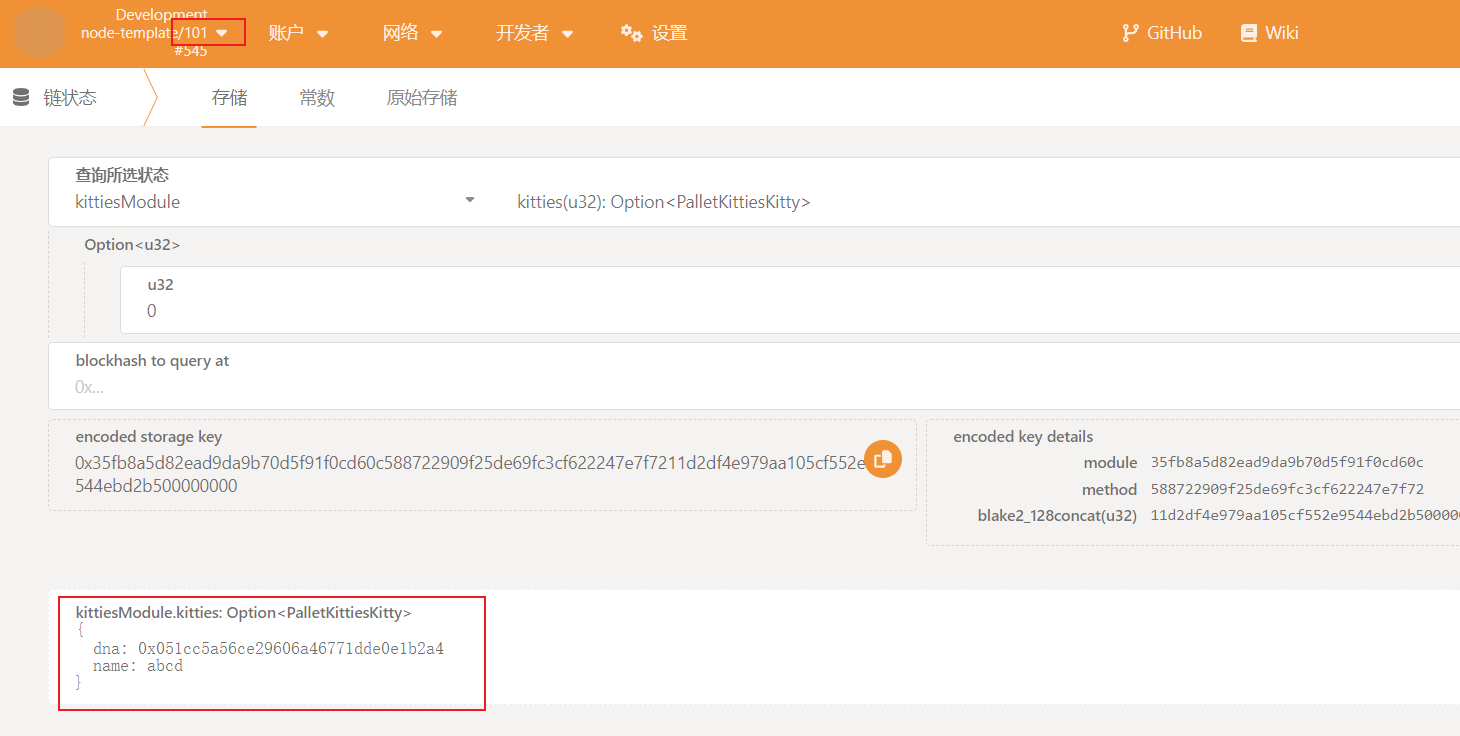 Development
node-template/101
#545
账户
网络
开发者
设置
GitHub
Wiki
链状态
存储
常数
原始存储
查询所选状态
kittiesModule
kitties(u32): Option<PalletKittiesKitty>
Option<u32>
u32
0
blockhash to query at
0x...
encoded storage key
0x35fb8a5d82ead9da9b70d5f91f0cd60c588722909f25de69fc3cf622247e7f7211d2df4e979aa105cf552e
544ebd2b500000000
encoded key details
module 35fb8a5d82ead9da9b70d5f91f0cd60c
method 588722909f25de69fc3cf622247e7f72
blake2_128concat(u32) 11d2df4e979aa105cf552e9544ebd2b50000
kittiesModule.kitties: Option<PalletKittiesKitty>
{
dna: 0x051cc5a56ce29606a46771dde0e1b2a4
name: abcd
}